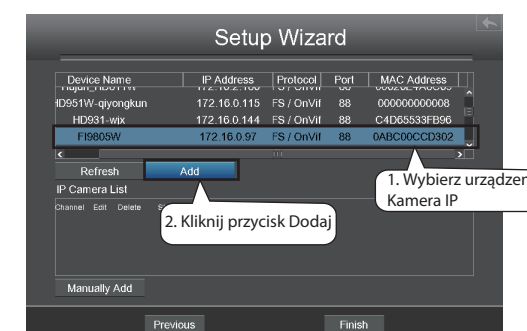 Setup Wizard
Device Name IP Address Protocol Port MAC Address
HD951W-qiyongkun 172.16.0.115 FS / OnVif 88 000000000008
HD931-wjx 172.16.0.144 FS / OnVif 88 C4D65533FB96
FI9805W 172.16.0.97 FS / OnVif 88 0ABC00CCD302
Refresh Add
1. Wybierz urządzen
Kamera IP
IP Camera List
Channel Edit Delete
2. Kliknij przycisk Dodaj
Manually Add
Previous Finish